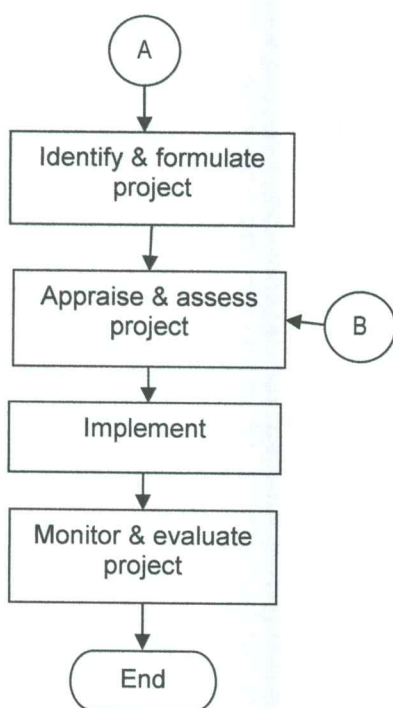 A
Identify & formulate
project
Appraise & assess
project
B
Implement
Monitor & evaluate
project
End